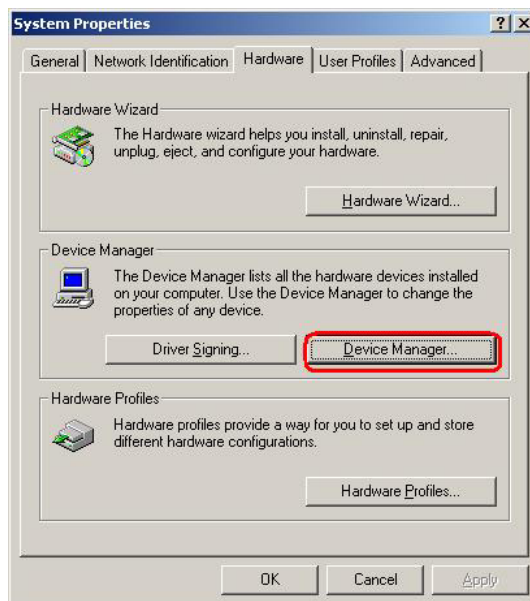 System Properties
General
Network Identification
Hardware
User Profiles
Advanced
Hardware Wizard
The Hardware wizard helps you install, uninstall, repair,
unplug, eject, and configure your hardware.
Hardware Wizard...
Device Manager
The Device Manager lists all the hardware devices installed
on your computer. Use the Device Manager to change the
properties of any device.
Driver Signing...
Device Manager...
Hardware Profiles
Hardware profiles provide a way for you to set up and store
different hardware configurations.
Hardware Profiles...
OK
Cancel
Apply